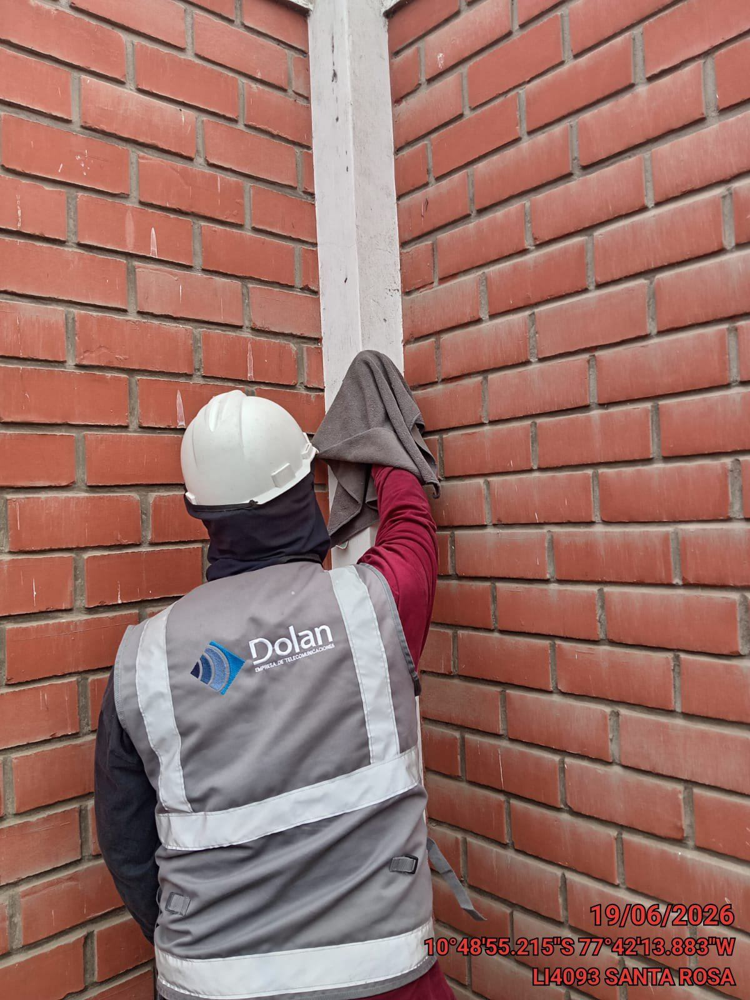 Dolan
EMPRESA DE TELECOMUNICACIONES
19/06/2026
10°48'55.215"S 77°42'13.883"W
LI4093 SANTA ROSA